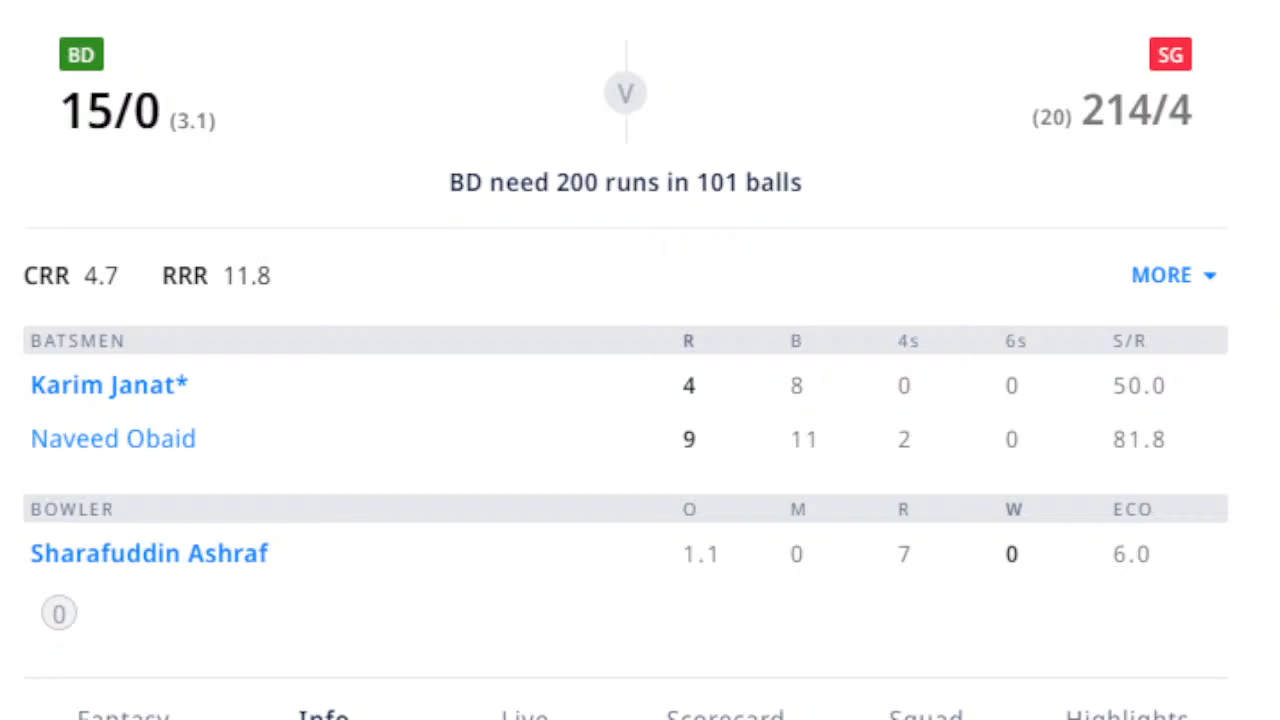 BD
SG
15/0 (3.1)
V
(20) 214/4
BD need 200 runs in 101 balls
CRR 4.7 RRR 11.8
MORE
BATSMEN R B 4s 6s S/R
Karim Janat* 4 8 0 0 50.0
Naveed Obaid 9 11 2 0 81.8
BOWLER O M R W ECO
Sharafuddin Ashraf 1.1 0 7 0 6.0
0
Fantasy Info Live Scorecard Squad Highlights